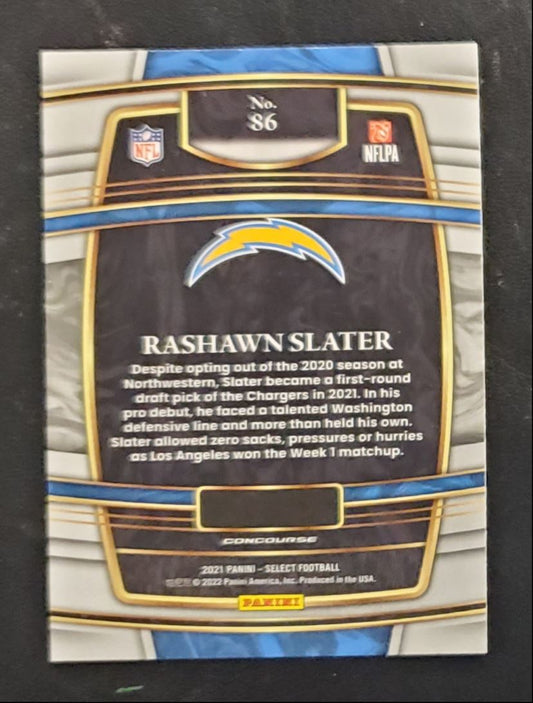 No.
86
NFL
NFLPA
RASHAWN SLATER
Despite opting out of the 2020 season at
Northwestern, Slater became a first-round
draft pick of the Chargers in 2021. In his
pro debut, he faced a talented Washington
defensive line and more than held his own.
Slater allowed zero sacks, pressures or hurries
as Los Angeles won the Week 1 matchup.
CONCOURSE
2021 PANINI – SELECT FOOTBALL
© 2022 Panini America, Inc. Produced in the USA.
PANINI